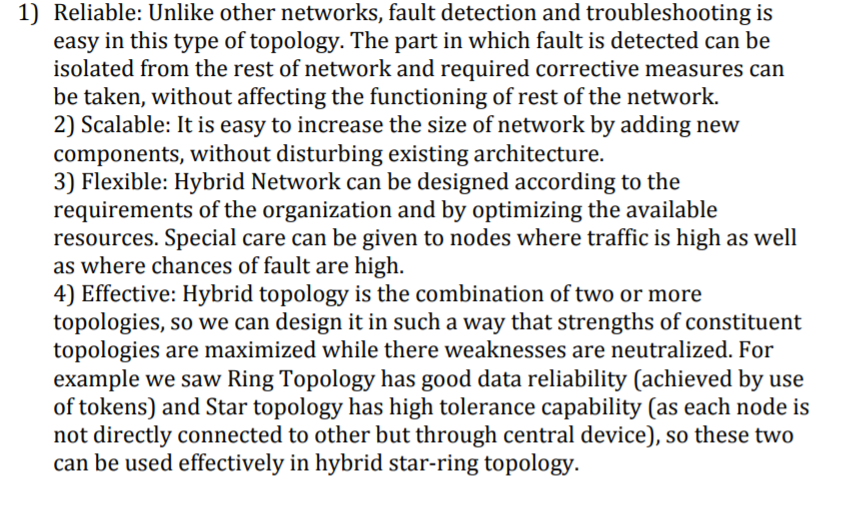 1) Reliable: Unlike other networks, fault detection and troubleshooting is
easy in this type of topology. The part in which fault is detected can be
isolated from the rest of network and required corrective measures can
be taken, without affecting the functioning of rest of the network.
2) Scalable: It is easy to increase the size of network by adding new
components, without disturbing existing architecture.
3) Flexible: Hybrid Network can be designed according to the
requirements of the organization and by optimizing the available
resources. Special care can be given to nodes where traffic is high as well
as where chances of fault are high.
4) Effective: Hybrid topology is the combination of two or more
topologies, so we can design it in such a way that strengths of constituent
topologies are maximized while there weaknesses are neutralized. For
example we saw Ring Topology has good data reliability (achieved by use
of tokens) and Star topology has high tolerance capability (as each node is
not directly connected to other but through central device), so these two
can be used effectively in hybrid star-ring topology.